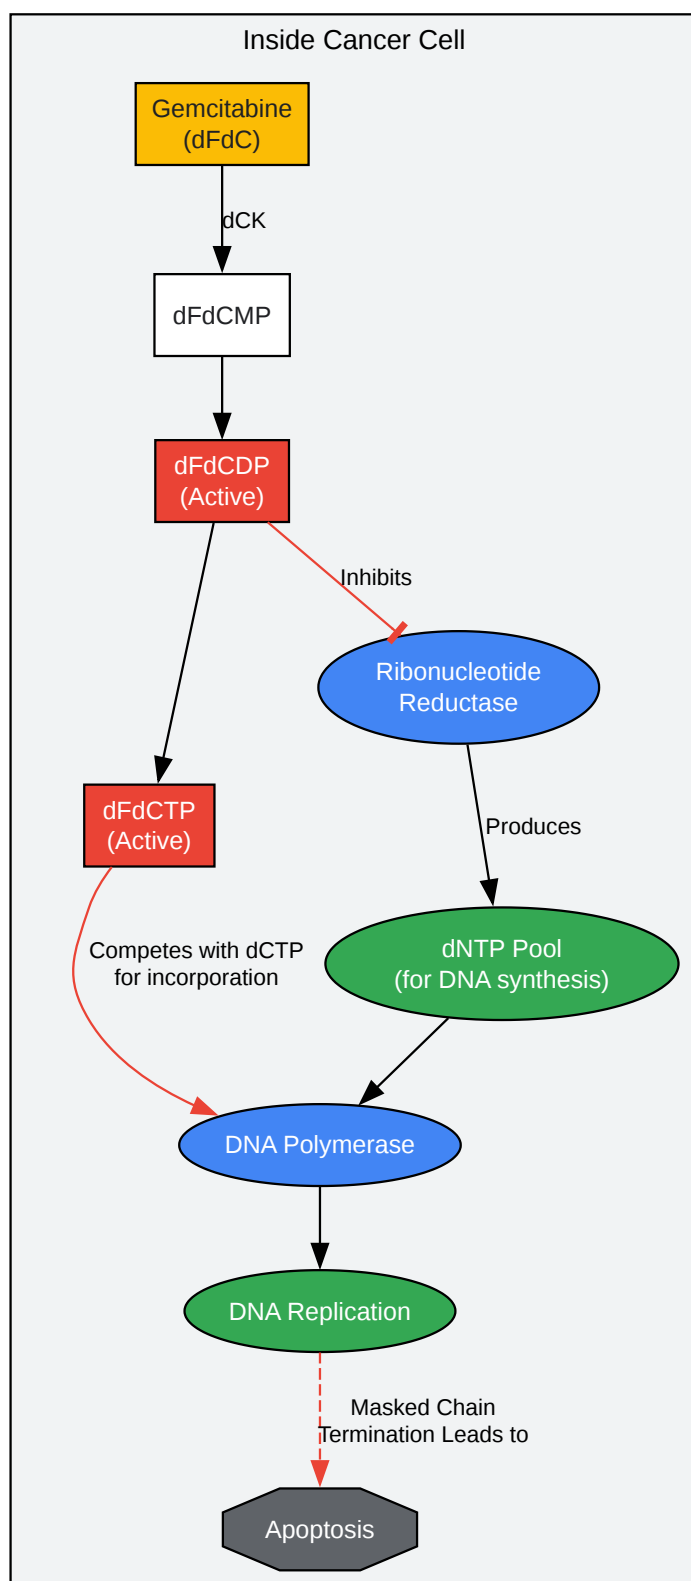 Inside Cancer Cell
Gemcitabine
(dFdC)
dCK
dFdCMP
dFdCDP
(Active)
Inhibits
Ribonucleotide
Reductase
dFdCTP
(Active)
Produces
Competes with dCTP
for incorporation
dNTP Pool
(for DNA synthesis)
DNA Polymerase
DNA Replication
Masked Chain
Termination Leads to
Apoptosis